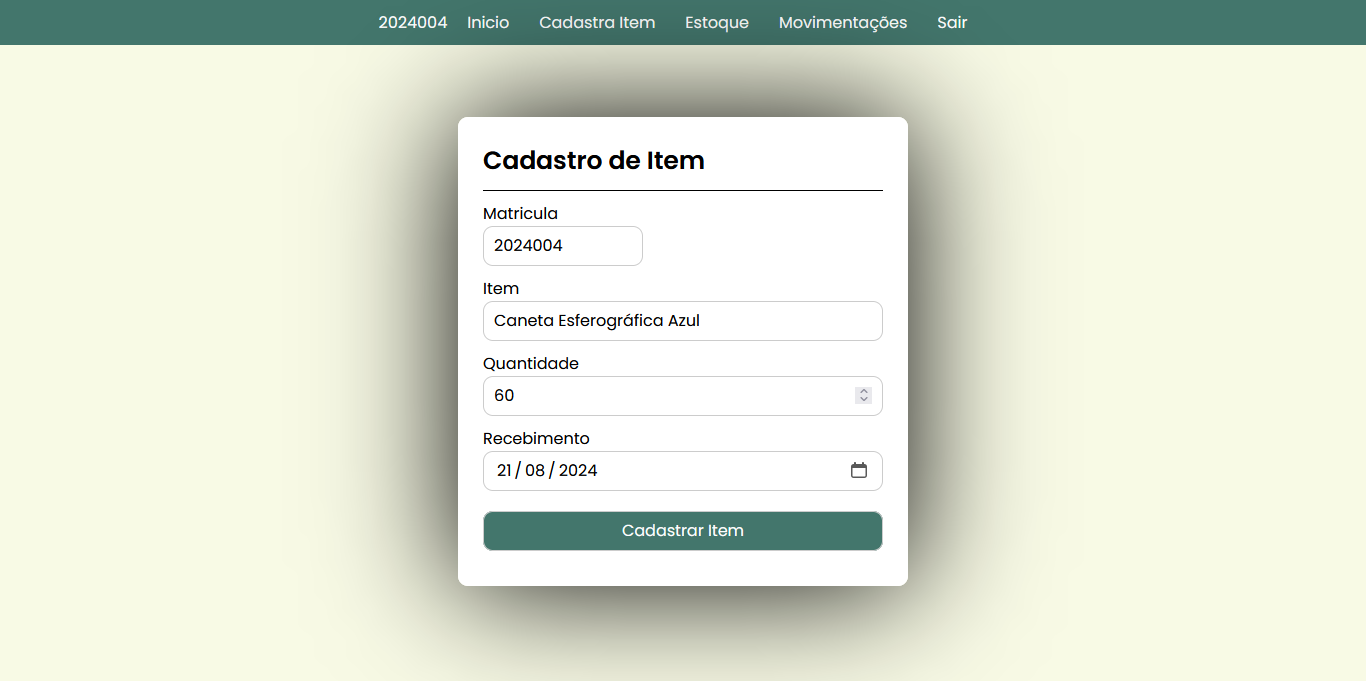 2024004 Inicio Cadastra Item Estoque Movimentações Sair
Cadastro de Item
Matricula
2024004
Item
Caneta Esferográfica Azul
Quantidade
60
Recebimento
21 / 08 / 2024
Cadastrar Item